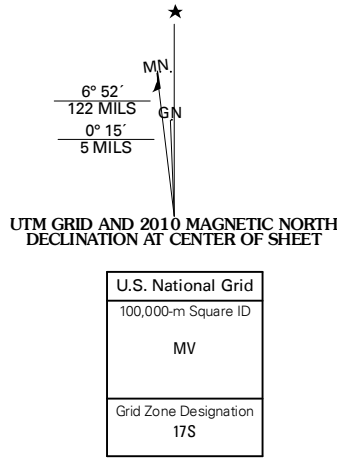 ★
MN.
6° 52´
122 MILS
GN
0° 15´
5 MILS
UTM GRID AND 2010 MAGNETIC NORTH
DECLINATION AT CENTER OF SHEET
U.S. National Grid
100,000-m Square ID
MV
Grid Zone Designation
17S